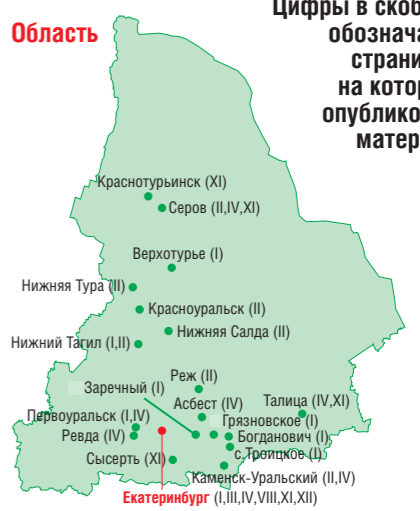 Область
Цифры в скоб
обознача
страни
на котор
опублико
матер
Краснотурьинск (XI)
Серов (II,IV,XI)
Верхотурье (I)
Нижняя Тура (II)
Красноуральск (II)
Нижняя Салда (II)
Нижний Тагил (I,II)
Реж (II)
Заречный (I)
Асбест (IV)
Талица (IV,XI)
Первоуральск (I,IV)
Грязновское (I)
Ревда (IV)
Богданович (I)
с.Троицкое (I)
Сысерть (XI)
Каменск-Уральский (II,IV)
Екатеринбург (I,III,IV,VIII,XI,XII)